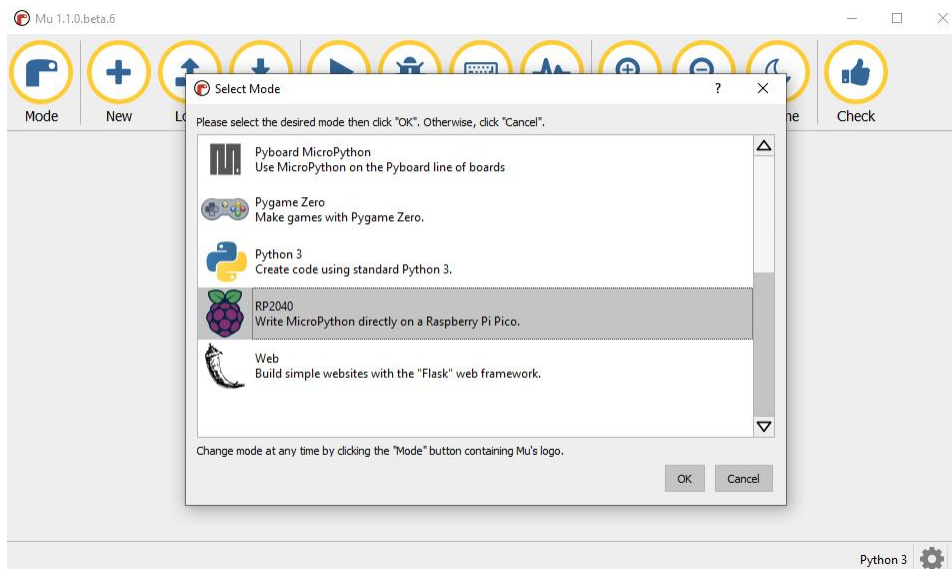 Mu 1.1.0.beta.6
Mode
New
Check
Select Mode
?
Please select the desired mode then click "OK". Otherwise, click "Cancel".
Pyboard MicroPython
Use MicroPython on the Pyboard line of boards
Pygame Zero
Make games with Pygame Zero.
Python 3
Create code using standard Python 3.
RP2040
Write MicroPython directly on a Raspberry Pi Pico.
Web
Build simple websites with the "Flask" web framework.
Change mode at any time by clicking the "Mode" button containing Mu's logo.
OK
Cancel
Python 3